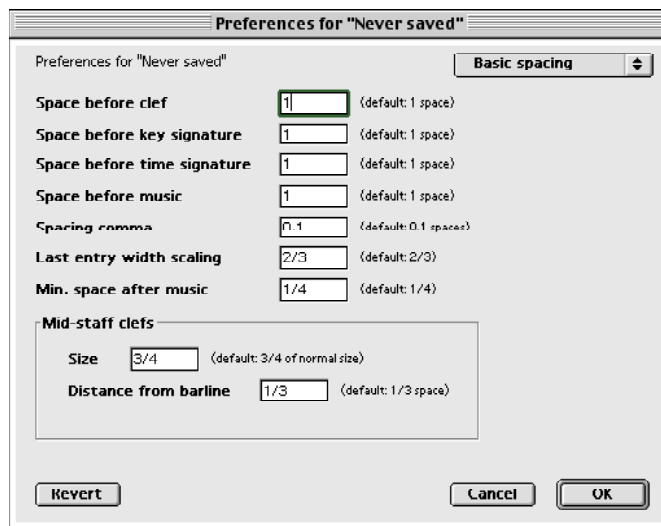 Preferences for "Never saved"
Preferences for "Never saved" Basic spacing
Space before clef 1 (default: 1 space)
Space before key signature 1 (default: 1 space)
Space before time signature 1 (default: 1 space)
Space before music 1 (default: 1 space)
Spacing comma 0.1 (default: 0.1 spaces)
Last entry width scaling 2/3 (default: 2/3)
Min. space after music 1/4 (default: 1/4)
Mid-staff clefs
Size 3/4 (default: 3/4 of normal size)
Distance from barline 1/3 (default: 1/3 space)
Revert Cancel OK